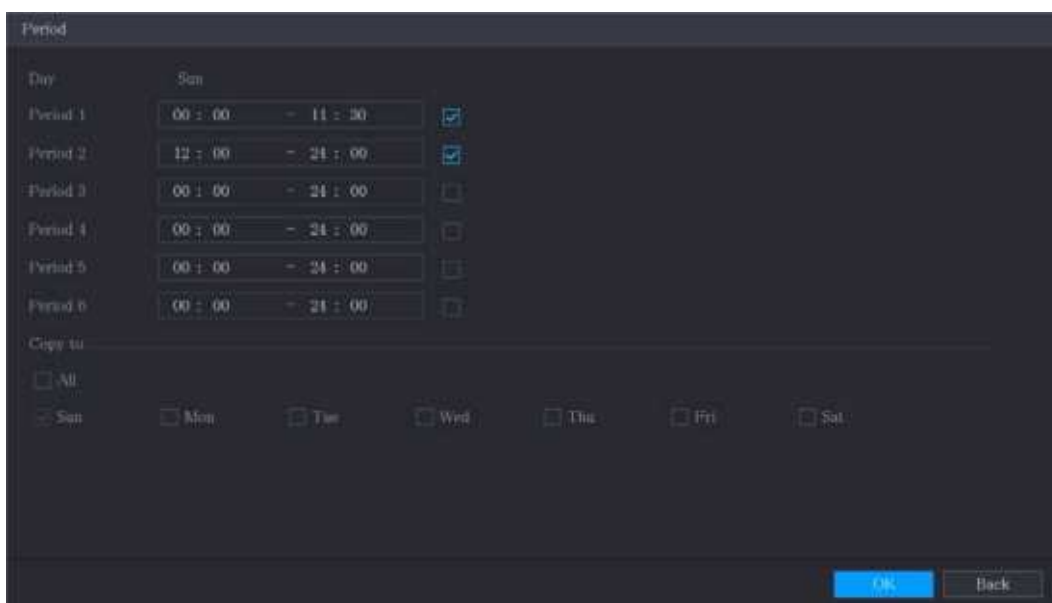 Period
Day Sun
Period 1 00 : 00 - 11 : 30
Period 2 12 : 00 - 24 : 00
Period 3 00 : 00 - 24 : 00
Period 4 00 : 00 - 24 : 00
Period 5 00 : 00 - 24 : 00
Period 6 00 : 00 - 24 : 00
Copy to
All
Sun Mon Tue Wed Thu Fri Sat
OK Back